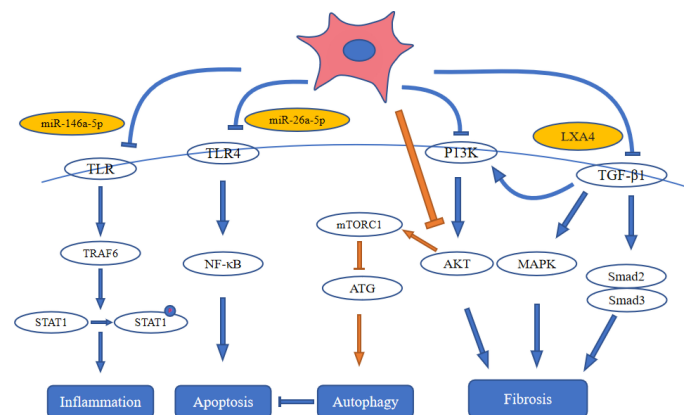 miR-146a-5p
miR-26a-5p
LXA4
TLR
TLR4
P13K
TGF-β1
TRAF6
NF-κB
mTORC1
AKT
MAPK
Smad2
Smad3
ATG
STAT1
STAT1
Inflammation
Apoptosis
Autophagy
Fibrosis